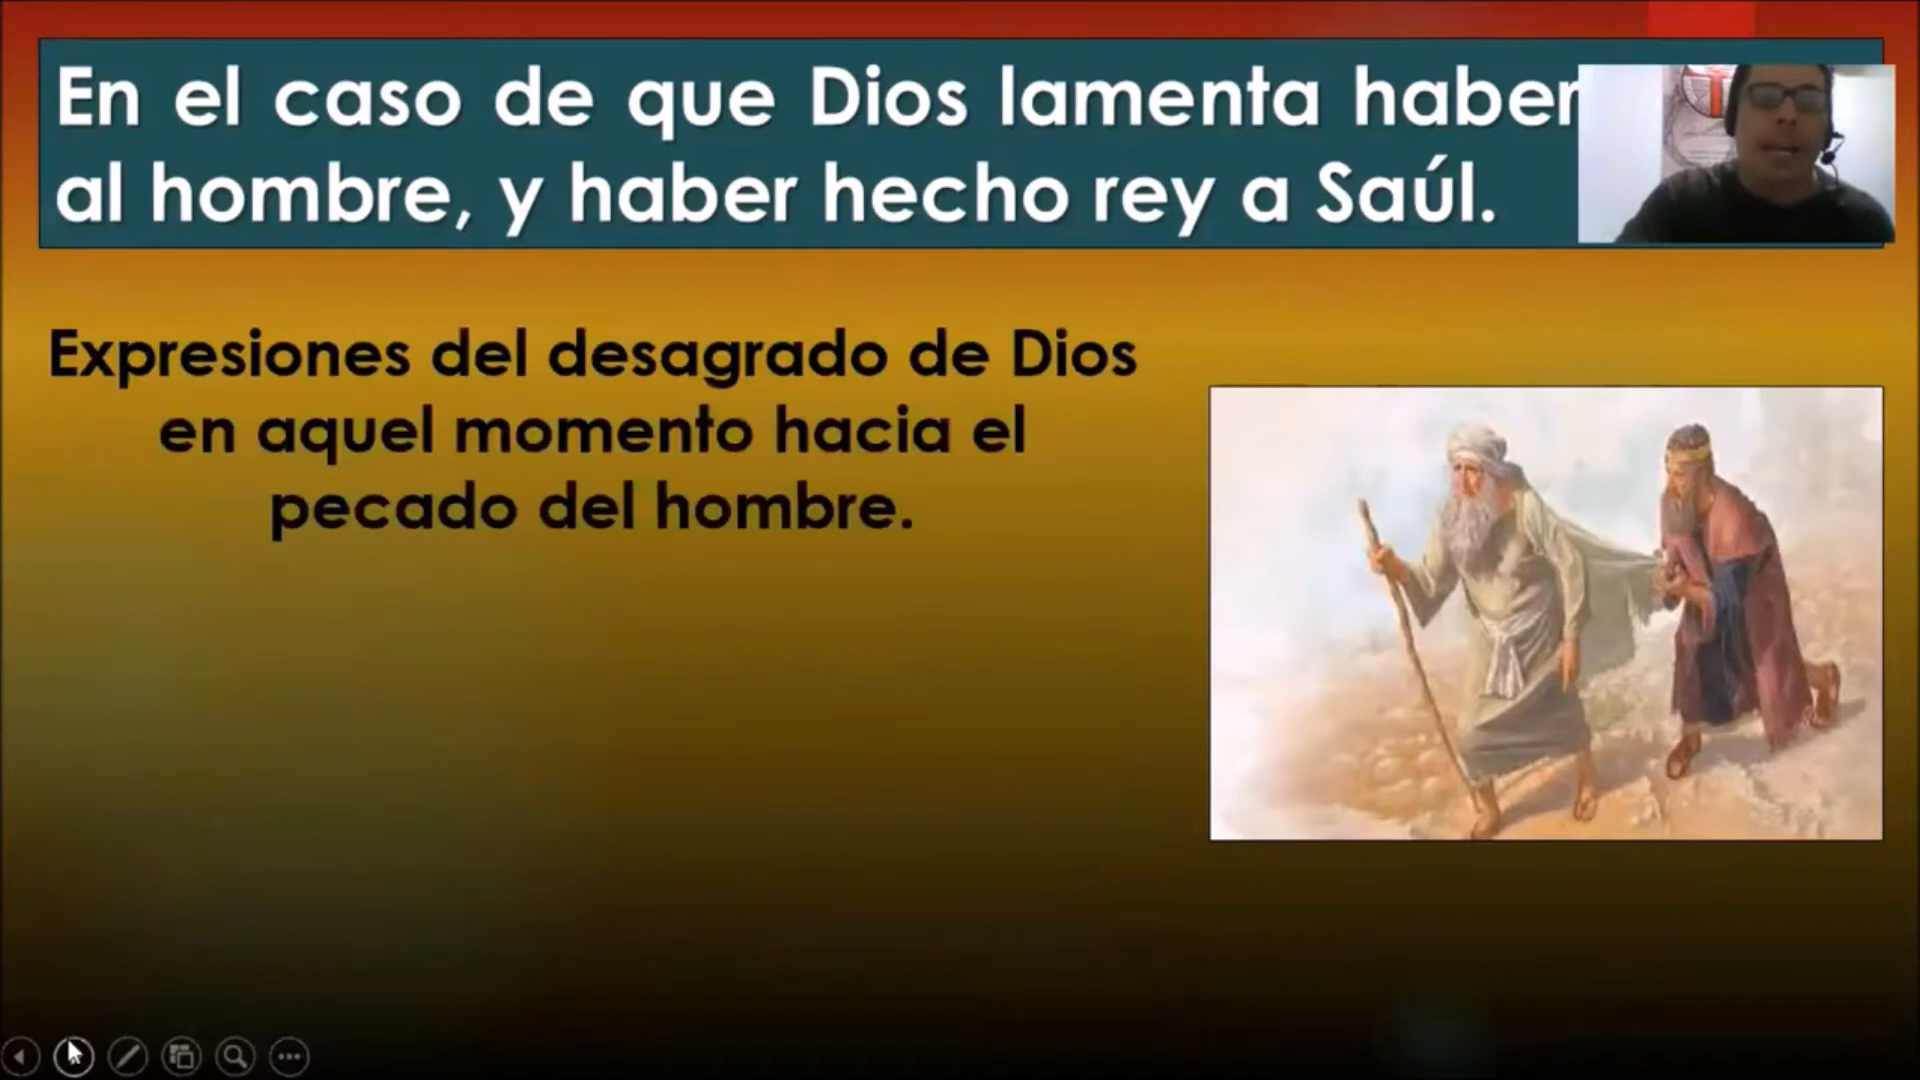 En el caso de que Dios lamenta haber
al hombre, y haber hecho rey a Saúl.
Expresiones del desagrado de Dios
en aquel momento hacia el
pecado del hombre.